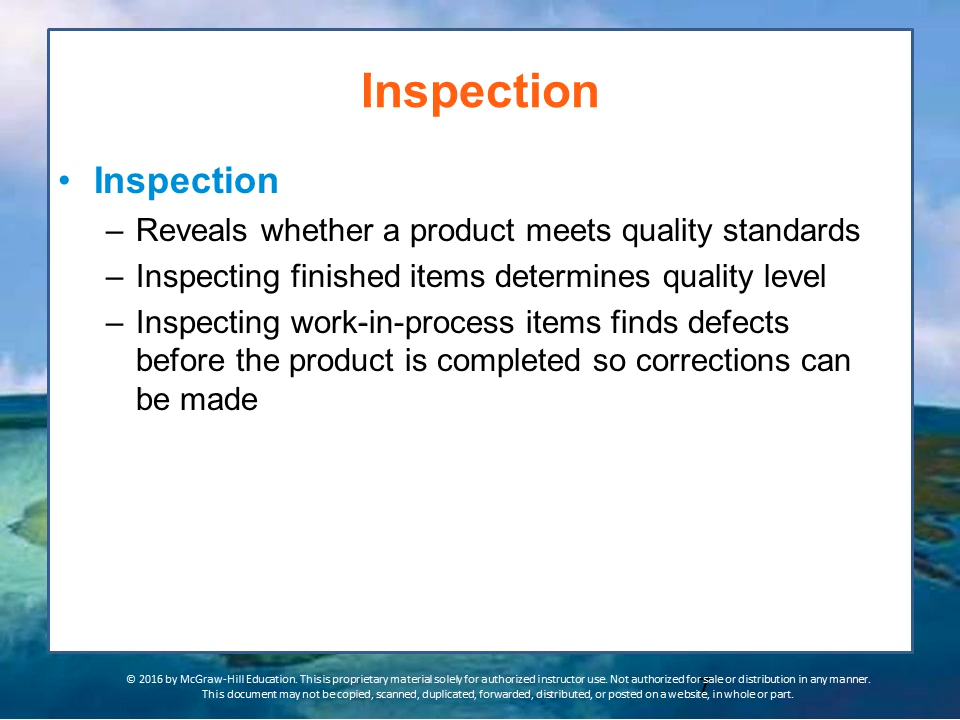 Inspection
• Inspection
– Reveals whether a product meets quality standards
– Inspecting finished items determines quality level
– Inspecting work-in-process items finds defects
before the product is completed so corrections can
be made
© 2016 by McGraw-Hill Education. This is proprietary material solely for authorized instructor use. Not authorized for sale or distribution in any manner.
This document may not be copied, scanned, duplicated, forwarded, distributed, or posted on a website, in whole or part.